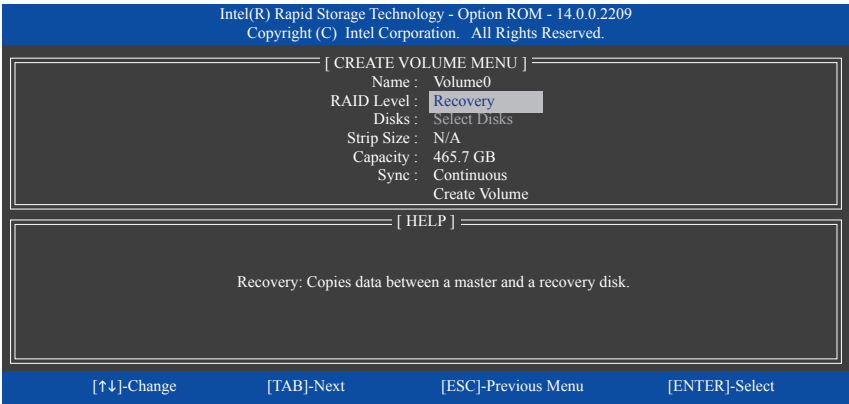 Intel(R) Rapid Storage Technology - Option ROM - 14.0.0.2209
Copyright (C) Intel Corporation. All Rights Reserved.
[ CREATE VOLUME MENU ]
Name : Volume0
RAID Level : Recovery
Disks : Select Disks
Strip Size : N/A
Capacity : 465.7 GB
Sync : Continuous
Create Volume
[ HELP ]
Recovery: Copies data between a master and a recovery disk.
[↑↓]-Change [TAB]-Next [ESC]-Previous Menu [ENTER]-Select